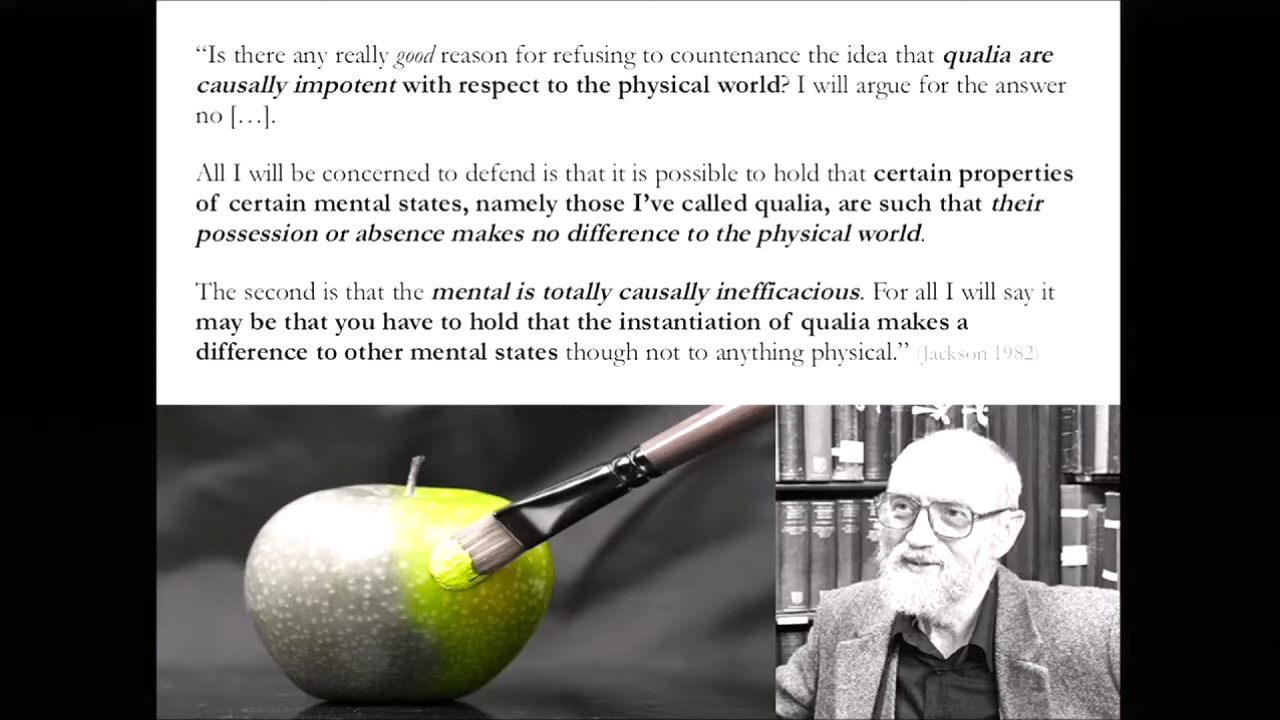 “Is there any really good reason for refusing to countenance the idea that qualia are
causally impotent with respect to the physical world? I will argue for the answer
no […].
All I will be concerned to defend is that it is possible to hold that certain properties
of certain mental states, namely those I’ve called qualia, are such that their
possession or absence makes no difference to the physical world.
The second is that the mental is totally causally inefficacious. For all I will say it
may be that you have to hold that the instantiation of qualia makes a
difference to other mental states though not to anything physical.” (Jackson 1982)